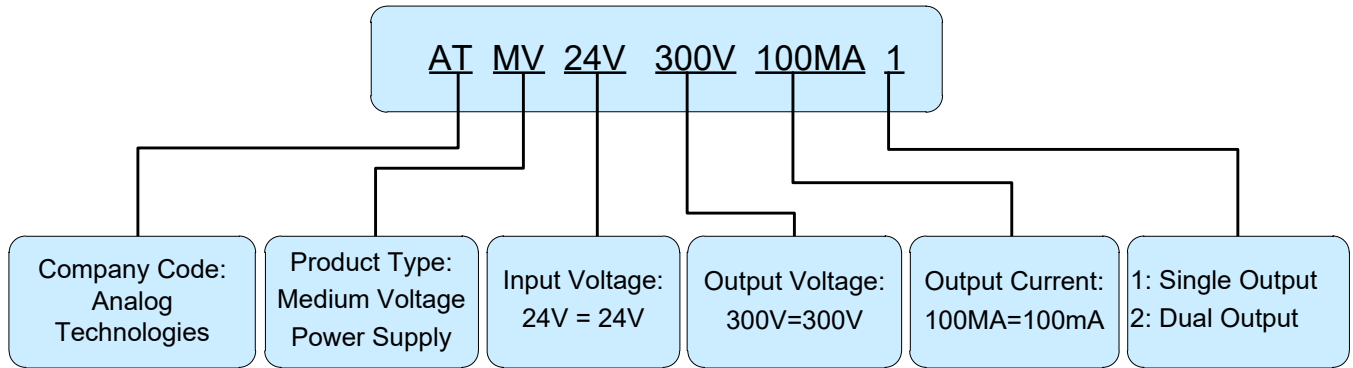 AT MV 24V 300V 100MA 1
Company Code:
Analog
Technologies
Product Type:
Medium Voltage
Power Supply
Input Voltage:
24V = 24V
Output Voltage:
300V=300V
Output Current:
100MA=100mA
1: Single Output
2: Dual Output